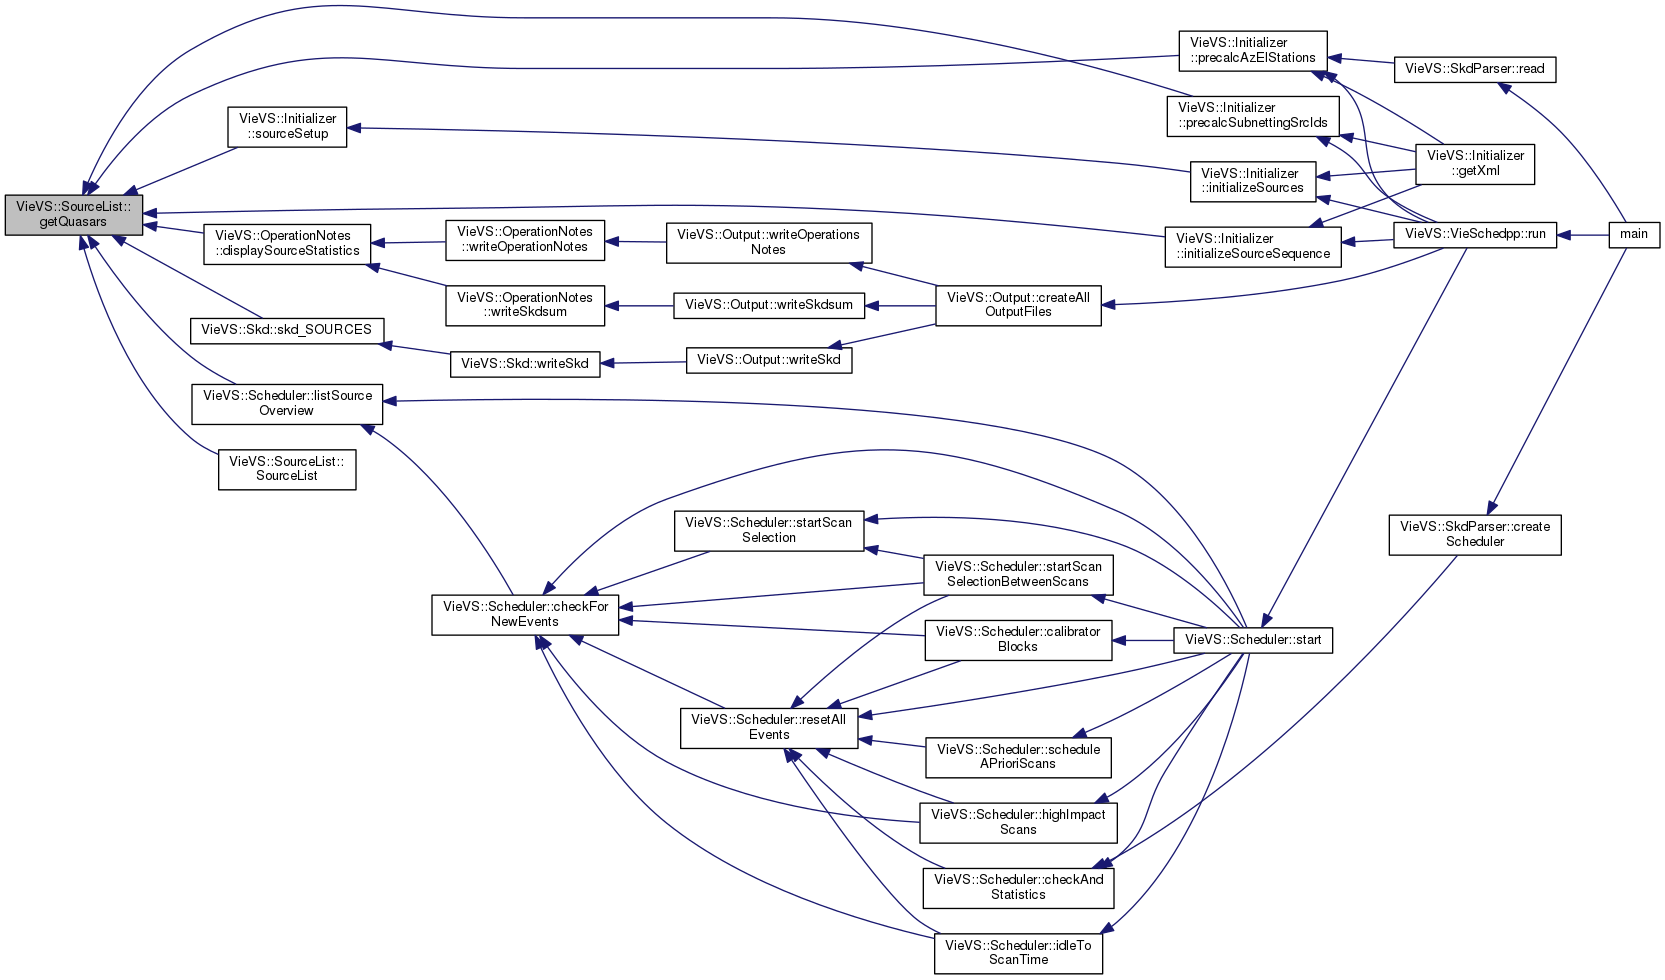 VieVS::SourceList::
getQuasars
VieVS::Initializer
::sourceSetup
VieVS::OperationNotes
::displaySourceStatistics
VieVS::Skd::skd_SOURCES
VieVS::Scheduler::listSource
Overview
VieVS::SourceList::
SourceList
VieVS::OperationNotes
::writeOperationNotes
VieVS::OperationNotes
::writeSkdsum
VieVS::Skd::writeSkd
VieVS::Scheduler::checkFor
NewEvents
VieVS::Output::writeOperations
Notes
VieVS::Output::writeSkdsum
VieVS::Output::writeSkd
VieVS::Scheduler::startScan
Selection
VieVS::Scheduler::resetAll
Events
VieVS::Output::createAll
OutputFiles
VieVS::Scheduler::startScan
SelectionBetweenScans
VieVS::Scheduler::calibrator
Blocks
VieVS::Scheduler::schedule
APrioriScans
VieVS::Scheduler::highImpact
Scans
VieVS::Scheduler::checkAnd
Statistics
VieVS::Scheduler::idleTo
ScanTime
VieVS::Initializer
::precalcAzElStations
VieVS::Initializer
::precalcSubnettingSrcIds
VieVS::Initializer
::initializeSources
VieVS::Initializer
::initializeSourceSequence
VieVS::Scheduler::start
VieVS::SkdParser::read
VieVS::Initializer
::getXml
VieVS::VieSchedpp::run
VieVS::SkdParser::create
Scheduler
main